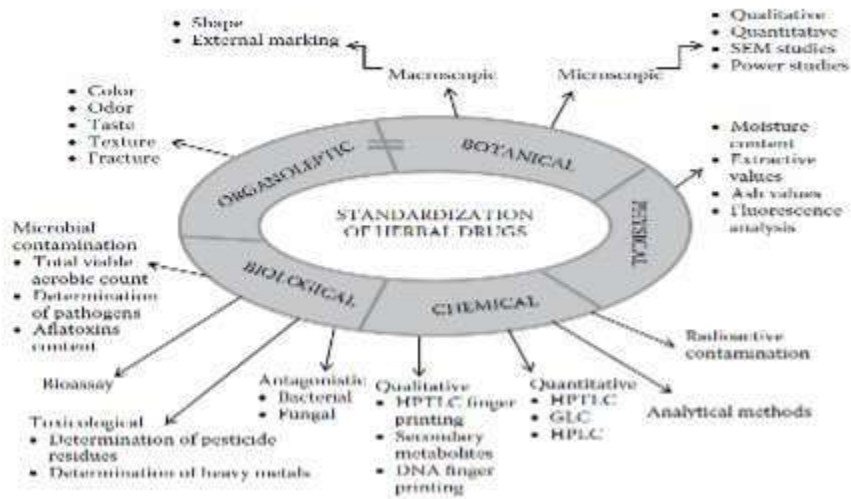 • Shape
• External marking
Macroscopic
Microscopic
• Qualitative
• Quantitative
• SEM studies
• Power studies
• Color
• Odor
• Taste
• Texture
• Fracture
ORGANOLEPTIC
BOTANICAL
PHYSICAL
• Moisture
content
• Extractive
values
• Ash values
• Fluorescence
analysis
STANDARDIZATION
OF HERBAL DRUGS
Microbial
contamination
• Total viable
aerobic count
• Determination
of pathogens
• Aflatoxins
content
BIOLOGICAL
CHEMICAL
Radioactive
contamination
Bioassay
Toxicological
• Determination of pesticide
residues
• Determination of heavy metals
Antagonistic
• Bacterial
• Fungal
Qualitative
• HPTLC finger
printing
• Secondary
metabolites
• DNA finger
printing
Quantitative
• HPTLC
• GLC
• HPLC
Analytical methods